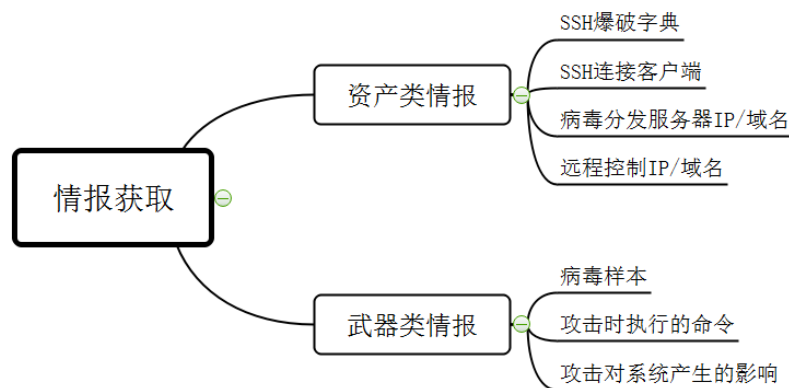 情报获取
资产类情报
SSH爆破字典
SSH连接客户端
病毒分发服务器IP/域名
远程控制IP/域名
武器类情报
病毒样本
攻击时执行的命令
攻击对系统产生的影响